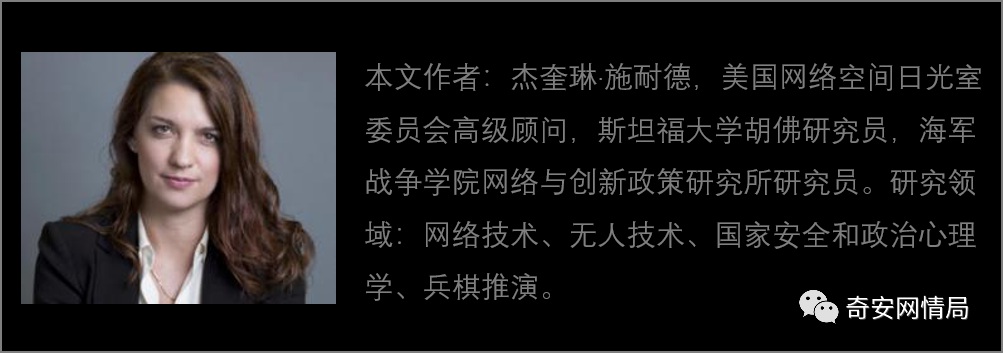 本文作者：杰奎琳·施耐德，美国网络空间日光室
委员会高级顾问，斯坦福大学胡佛研究员，海军
战争学院网络与创新政策研究所研究员。研究领
域：网络技术、无人技术、国家安全和政治心理
学、兵棋推演。
奇安网情局